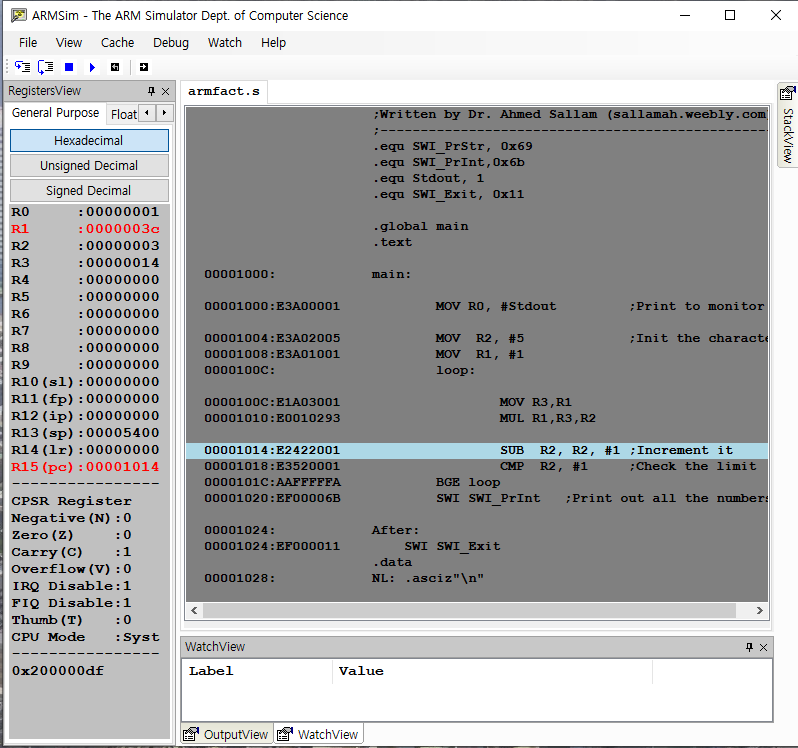 ARMSim - The ARM Simulator Dept. of Computer Science
File View Cache Debug Watch Help
RegistersView
General Purpose Float
Hexadecimal
Unsigned Decimal
Signed Decimal
R0 :00000001
R1 :0000003c
R2 :00000003
R3 :00000014
R4 :00000000
R5 :00000000
R6 :00000000
R7 :00000000
R8 :00000000
R9 :00000000
R10(sl):00000000
R11(fp):00000000
R12(ip):00000000
R13(sp):00005400
R14(lr):00000000
R15(pc):00001014
----------------
CPSR Register
Negative(N):0
Zero(Z) :0
Carry(C) :1
Overflow(V):0
IRQ Disable:1
FIQ Disable:1
Thumb(T) :0
CPU Mode :Syst
----------------
0x200000df
armfact.s
;Written by Dr. Ahmed Sallam (sallamah.weebly.com
;-------------------------------------------------
.equ SWI_PrStr, 0x69
.equ SWI_PrInt,0x6b
.equ Stdout, 1
.equ SWI_Exit, 0x11
.global main
.text
00001000: main:
00001000:E3A00001 MOV R0, #Stdout ;Print to monitor
00001004:E3A02005 MOV R2, #5 ;Init the characte
00001008:E3A01001 MOV R1, #1
0000100C: loop:
0000100C:E1A03001 MOV R3,R1
00001010:E0010293 MUL R1,R3,R2
00001014:E2422001 SUB R2, R2, #1 ;Increment it
00001018:E3520001 CMP R2, #1 ;Check the limit
0000101C:AAFFFFFA BGE loop
00001020:EF00006B SWI SWI_PrInt ;Print out all the numbers
00001024: After:
00001024:EF000011 SWI SWI_Exit
.data
00001028: NL: .asciz"\n"
WatchView
Label Value
OutputView WatchView
StackView